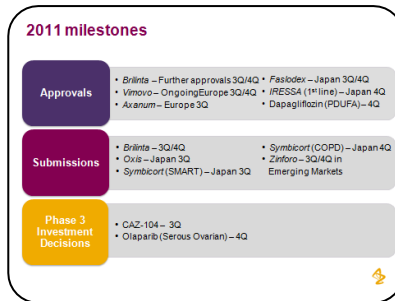 2011 milestones
Approvals
• Brilinta – Further approvals 3Q/4Q
• Vimovo – OngoingEurope 3Q/4Q
• Axanum – Europe 3Q
• Faslodex – Japan 3Q/4Q
• IRESSA (1st line) – Japan 4Q
• Dapagliflozin (PDUFA) – 4Q
Submissions
• Brilinta – 3Q/4Q
• Oxis – Japan 3Q
• Symbicort (SMART) – Japan 3Q
• Symbicort (COPD) – Japan 4Q
• Zinforo – 3Q/4Q in
Emerging Markets
Phase 3
Investment
Decisions
• CAZ-104 – 3Q
• Olaparib (Serous Ovarian) – 4Q